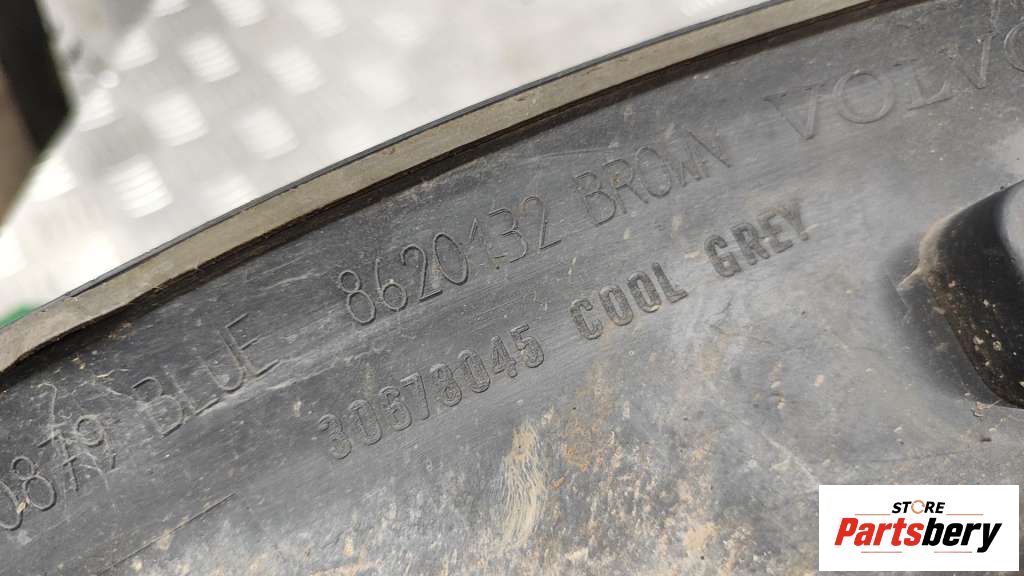 0879 BLUE 8620132 BROWN VOLVO
30678045 COOL GREY
STORE
Partsbery